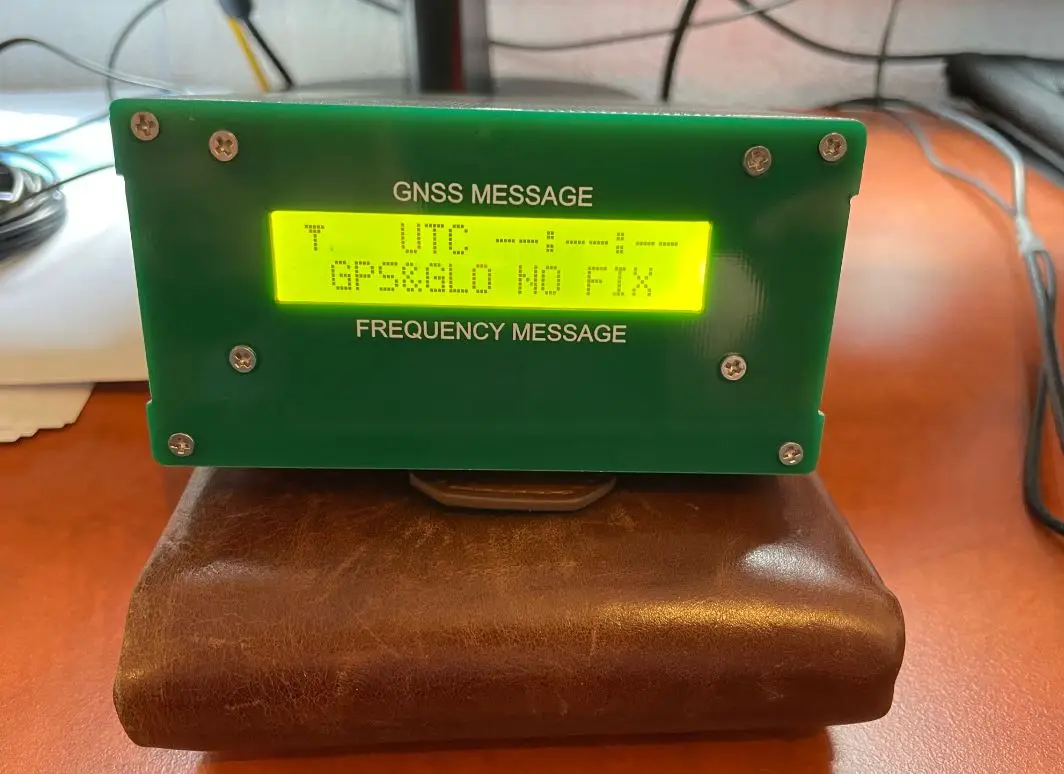 GNSS MESSAGE
T UTC --:--:--
GPS&GLO NO FIX
FREQUENCY MESSAGE